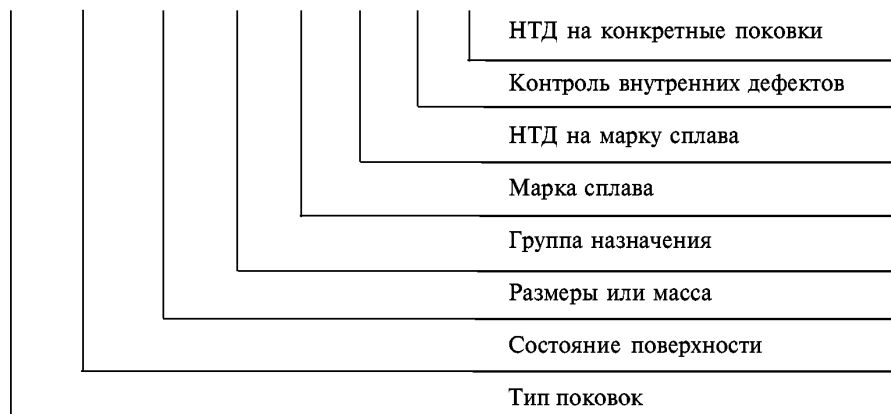 НТД на конкретные поковки
Контроль внутренних дефектов
НТД на марку сплава
Марка сплава
Группа назначения
Размеры или масса
Состояние поверхности
Тип поковок